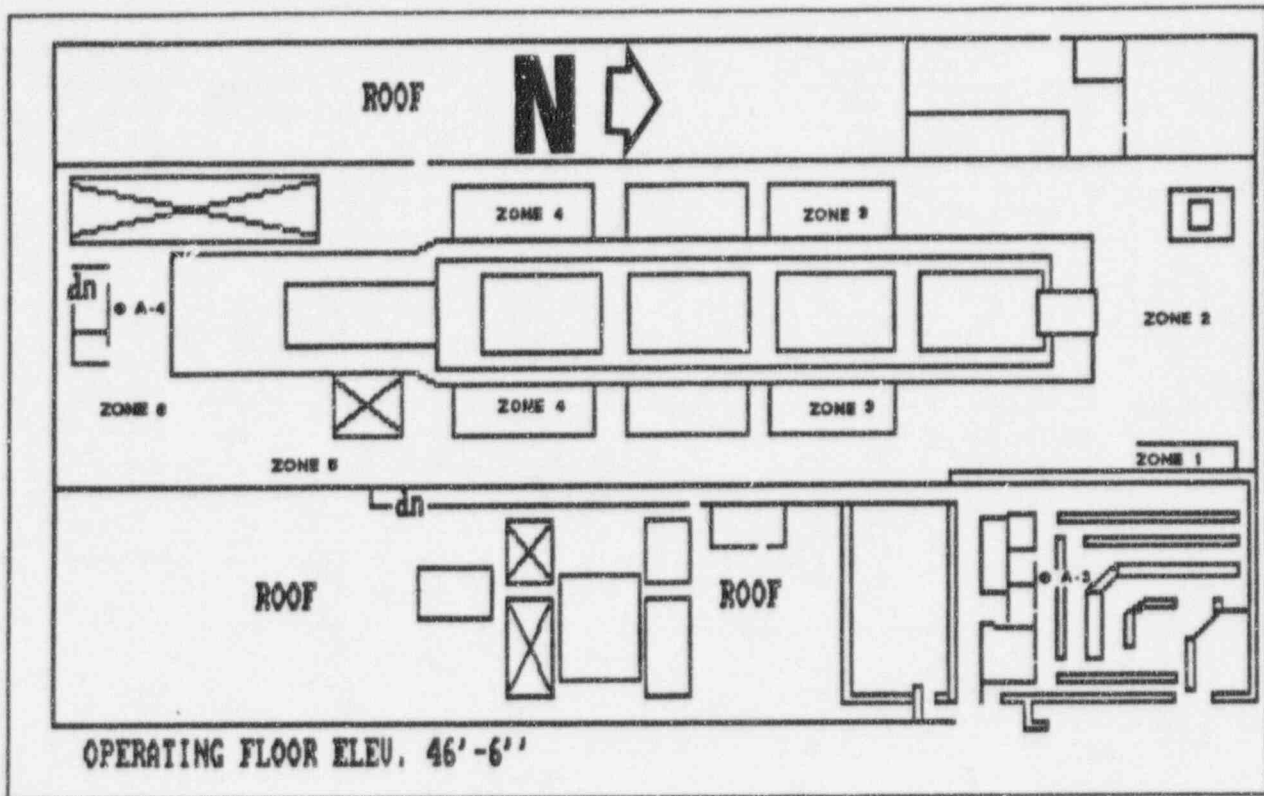 ROOF
N
ZONE 4
ZONE 3
dn
⊙ A-4
ZONE 2
ZONE 6
ZONE 4
ZONE 3
ZONE 5
ZONE 1
dn
ROOF
ROOF
⊙ A-3
OPERATING FLOOR ELEV. 46'-6''